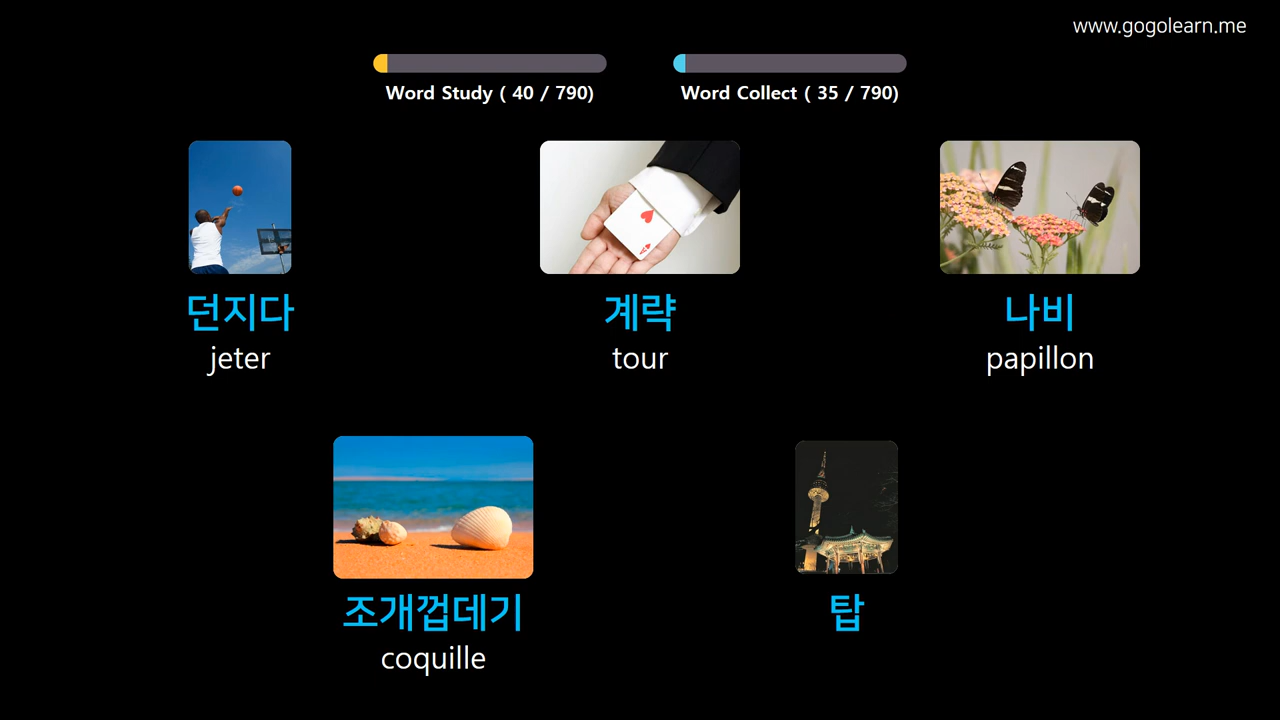 www.gogolearn.me
Word Study ( 40 / 790)
Word Collect ( 35 / 790)
던지다
jeter
계략
tour
나비
papillon
조개껍데기
coquille
탑